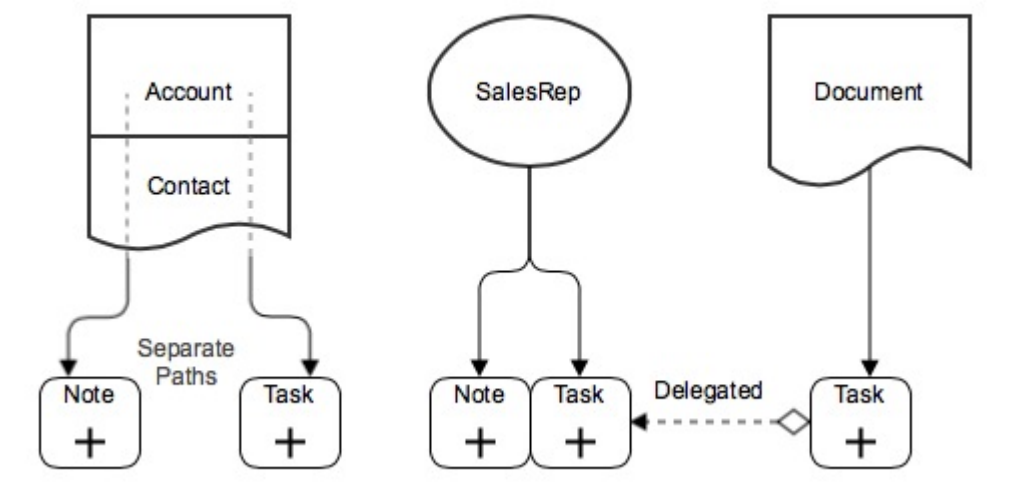 Account
Contact
SalesRep
Document
Separate
Paths
Note
Task
Note
Task
Delegated
Task